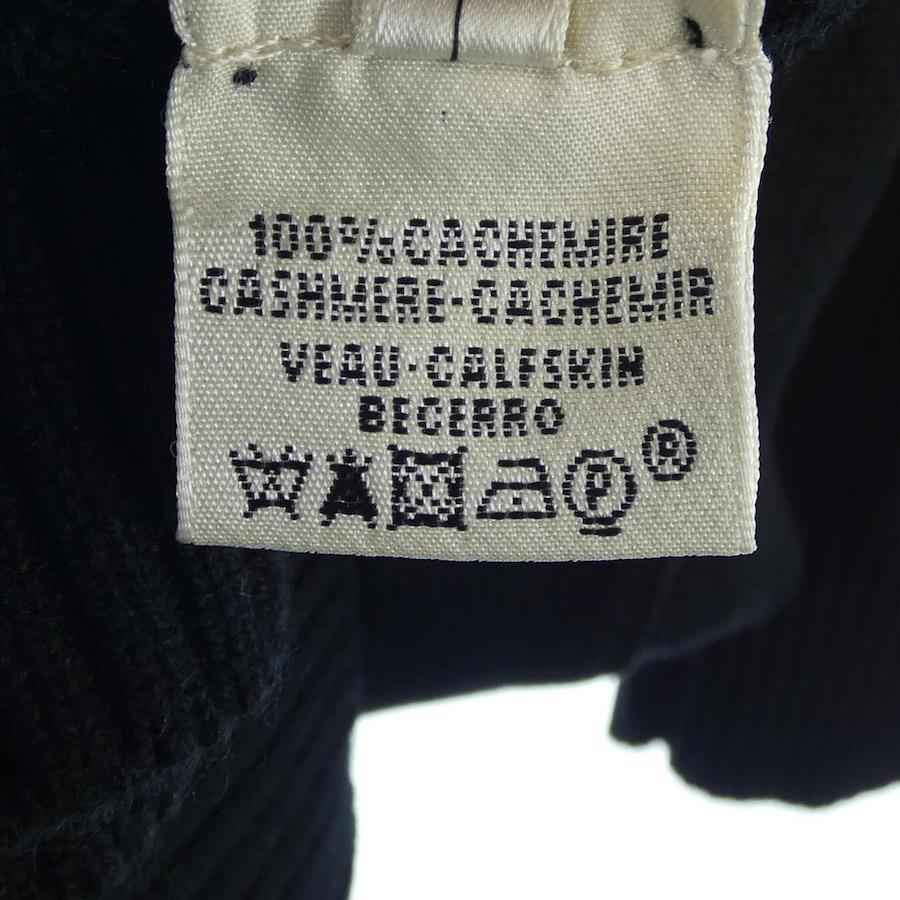 100%CACHEMIRE
CASHMERE-CACHEMIR
VEAU-CALFSKIN
BECERRO
P ®